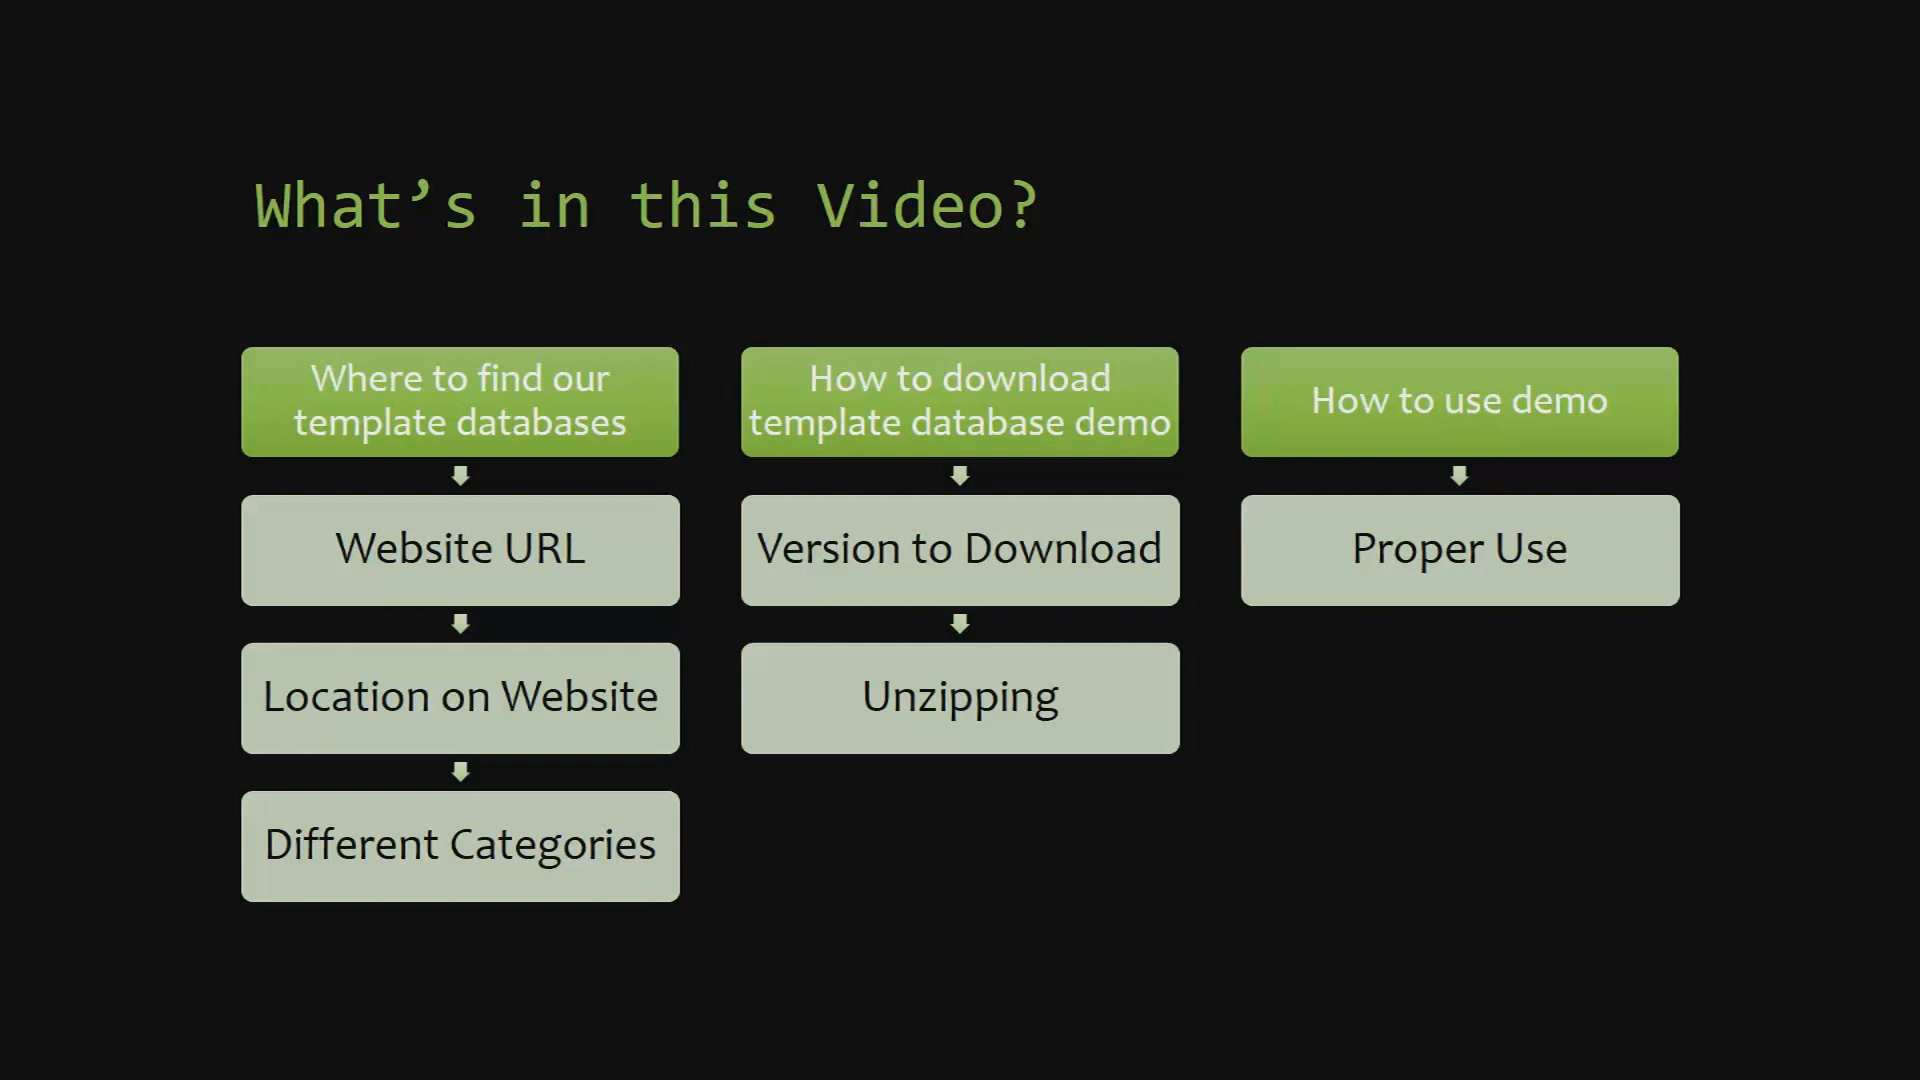 What’s in this Video?
Where to find our
template databases
Website URL
Location on Website
Different Categories
How to download
template database demo
Version to Download
Unzipping
How to use demo
Proper Use